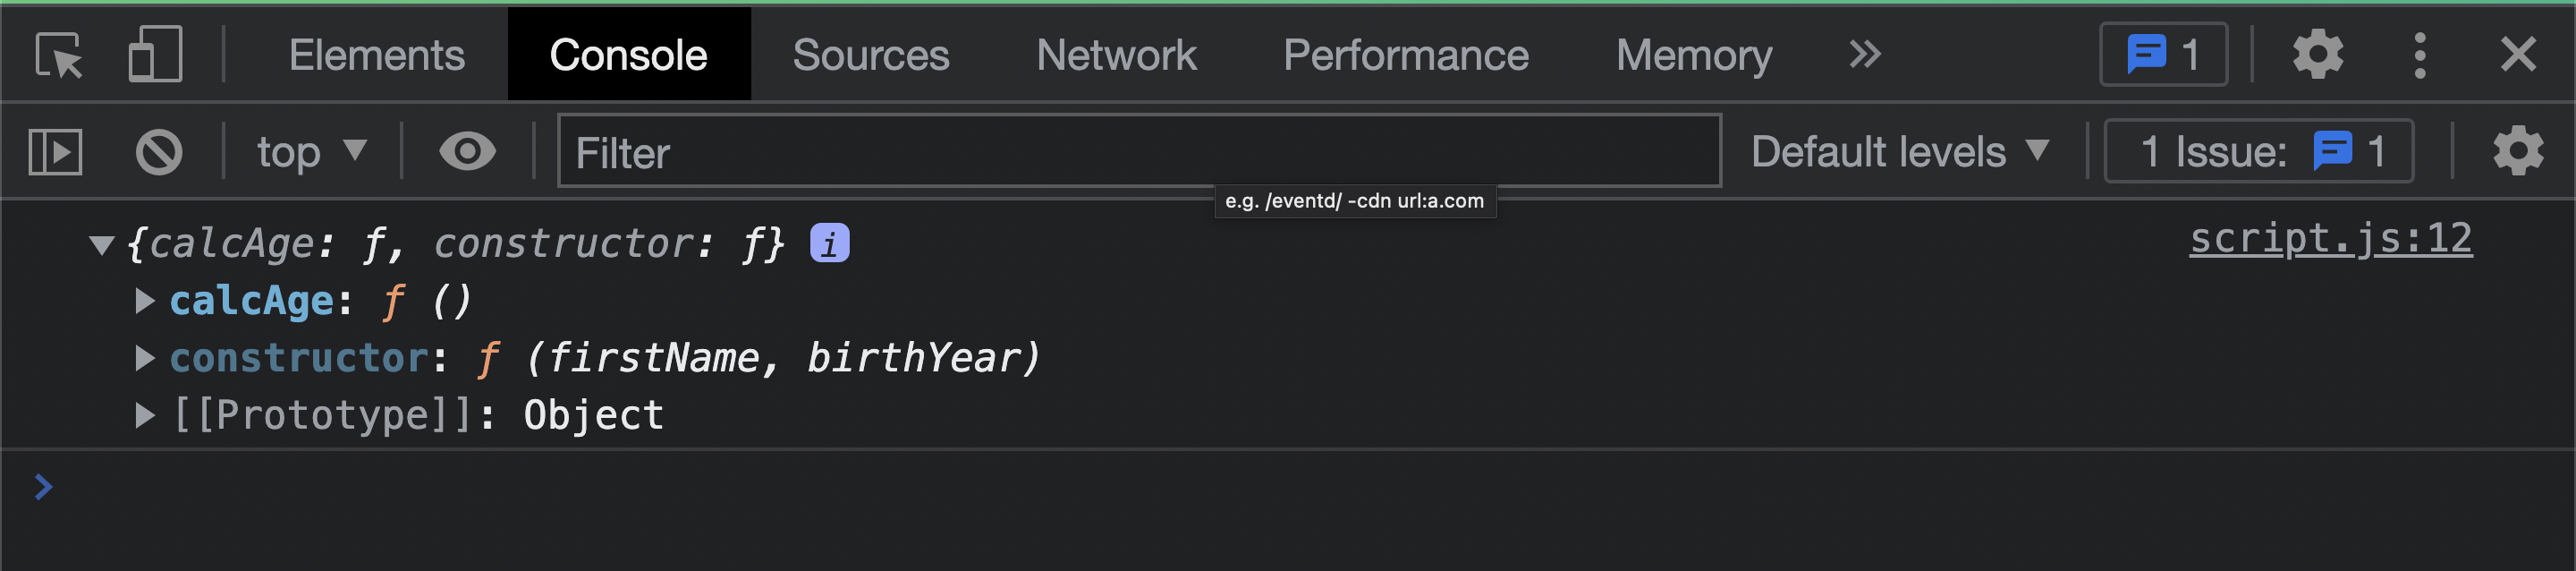 Elements Console Sources Network Performance Memory » 1
top ▼ Filter Default levels ▼ 1 Issue: 1
e.g. /eventd/ -cdn url:a.com
▼ {calcAge: ƒ, constructor: ƒ} i script.js:12
▶ calcAge: ƒ ()
▶ constructor: ƒ (firstName, birthYear)
▶ [[Prototype]]: Object
>